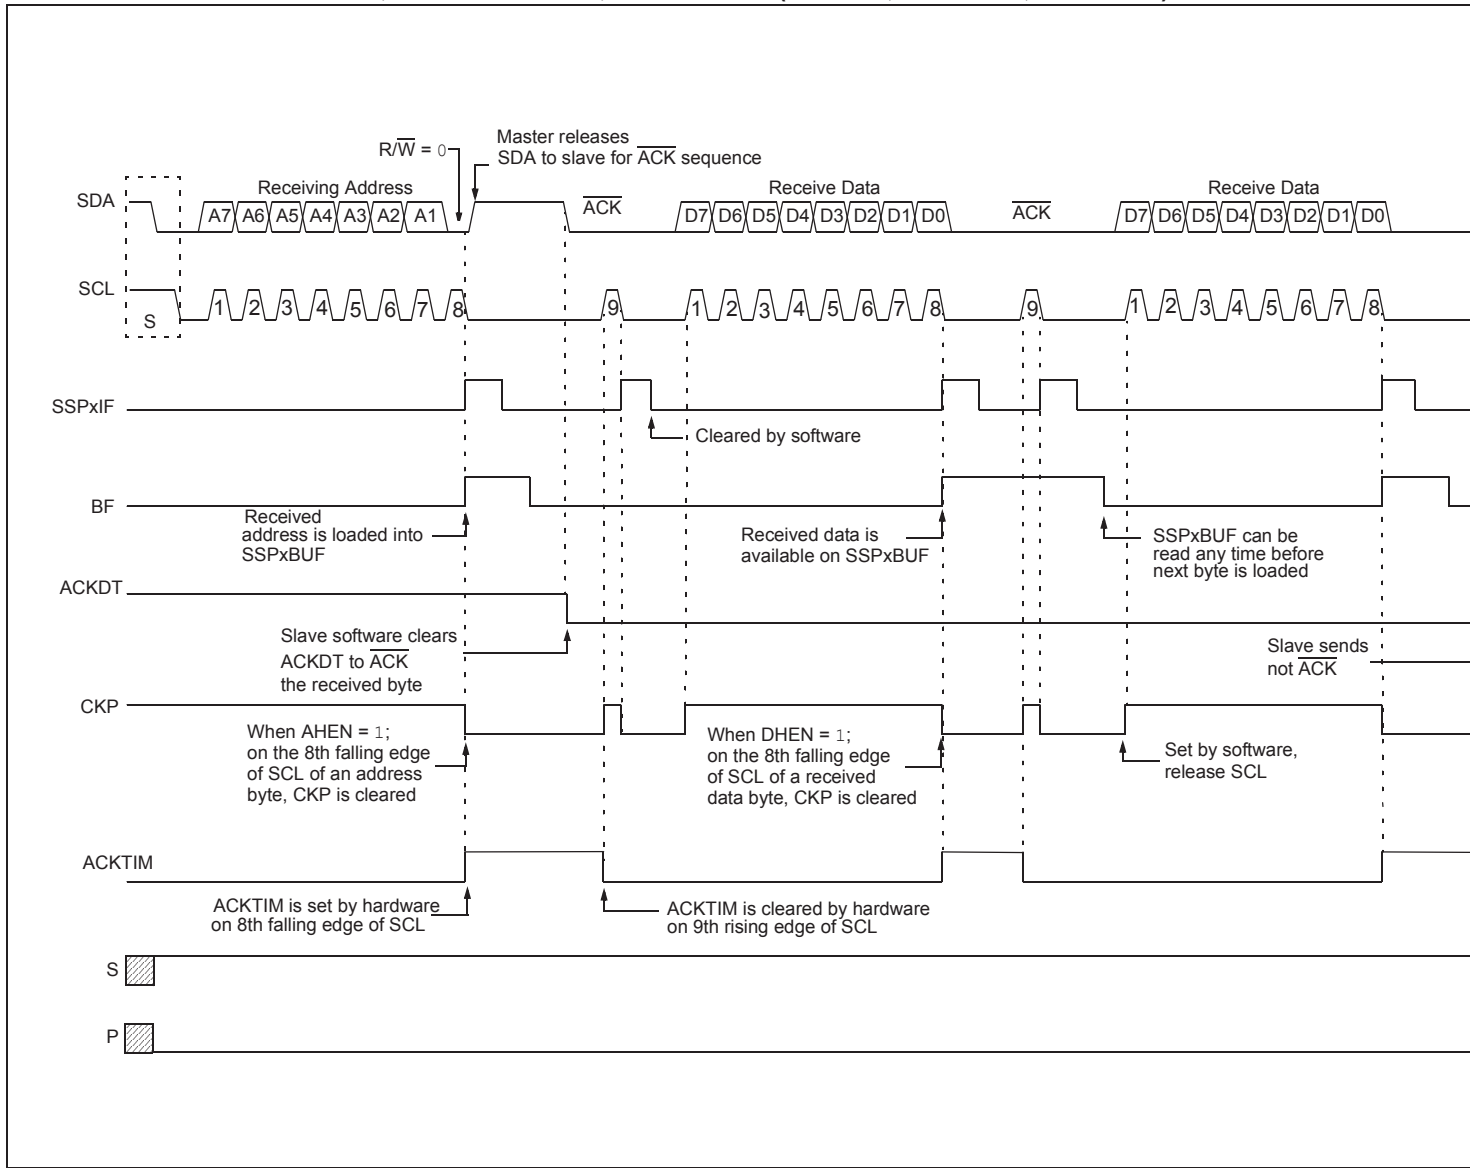 R/W = 0
Master releases
SDA to slave for ACK sequence
SDA
Receiving Address
ACK
Receive Data
ACK
Receive Data
A7 A6 A5 A4 A3 A2 A1
D7 D6 D5 D4 D3 D2 D1 D0
D7 D6 D5 D4 D3 D2 D1 D0
SCL
S
1 2 3 4 5 6 7 8 9 1 2 3 4 5 6 7 8 9 1 2 3 4 5 6 7 8
SSPxIF
Cleared by software
BF
Received
address is loaded into
SSPxBUF
Received data is
available on SSPxBUF
SSPxBUF can be
read any time before
next byte is loaded
ACKDT
Slave software clears
ACKDT to ACK
the received byte
Slave sends
not ACK
CKP
When AHEN = 1;
on the 8th falling edge
of SCL of an address
byte, CKP is cleared
When DHEN = 1;
on the 8th falling edge
of SCL of a received
data byte, CKP is cleared
Set by software,
release SCL
ACKTIM
ACKTIM is set by hardware
on 8th falling edge of SCL
ACKTIM is cleared by hardware
on 9th rising edge of SCL
S
P